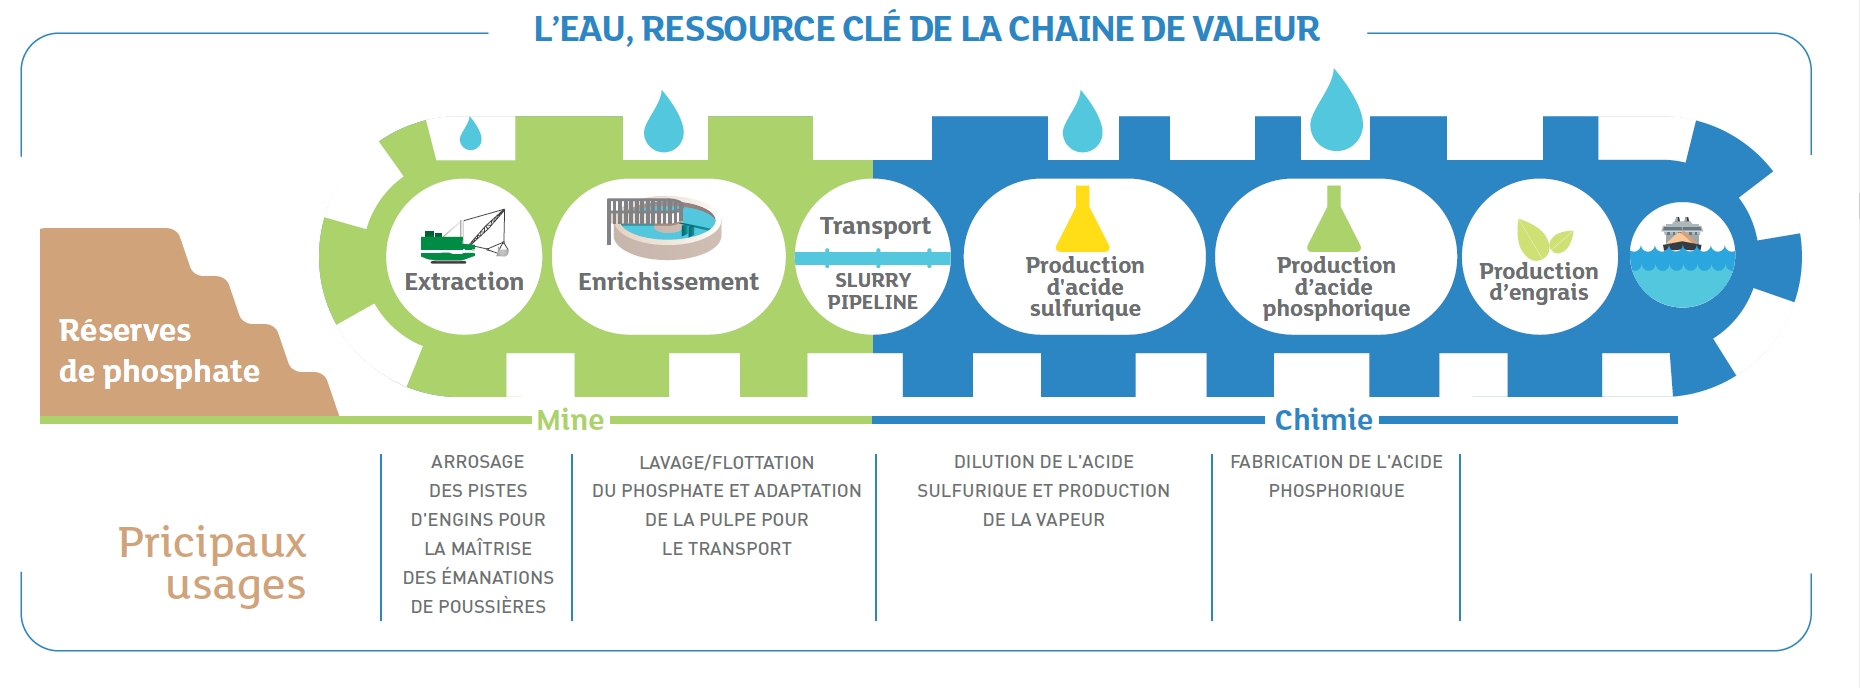 L'EAU, RESSOURCE CLÉ DE LA CHAINE DE VALEUR
Extraction
Enrichissement
Transport
SLURRY
PIPELINE
Production
d'acide
sulfurique
Production
d'acide
phosphorique
Production
d'engrais
Réserves
de phosphate
Mine
Chimie
Pricipaux
usages
ARROSAGE
DES PISTES
D'ENGINS POUR
LA MAÎTRISE
DES ÉMANATIONS
DE POUSSIÈRES
LAVAGE/FLOTTATION
DU PHOSPHATE ET ADAPTATION
DE LA PULPE POUR
LE TRANSPORT
DILUTION DE L'ACIDE
SULFURIQUE ET PRODUCTION
DE LA VAPEUR
FABRICATION DE L'ACIDE
PHOSPHORIQUE